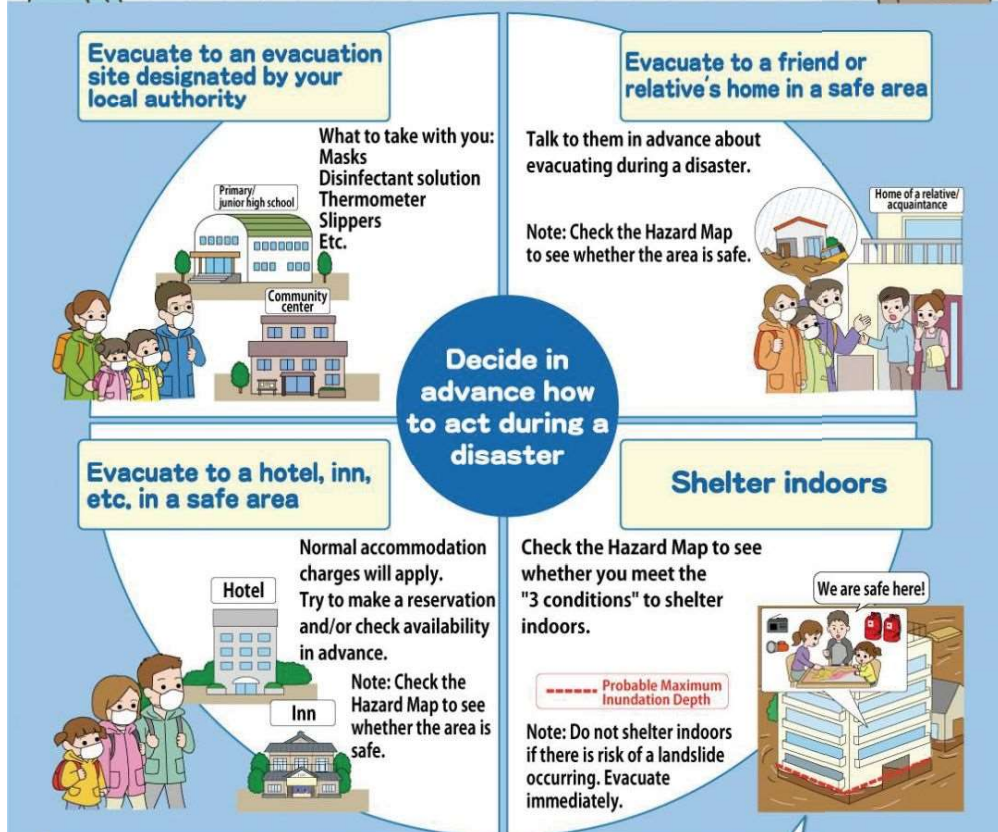 Evacuate to an evacuation
site designated by your
local authority
What to take with you:
Masks
Disinfectant solution
Thermometer
Slippers
Etc.
Primary/
junior high school
Community
center
Evacuate to a friend or
relative's home in a safe area
Talk to them in advance about
evacuating during a disaster.
Note: Check the Hazard Map
to see whether the area is safe.
Home of a relative/
acquaintance
Decide in
advance how
to act during a
disaster
Evacuate to a hotel, inn,
etc. in a safe area
Normal accommodation
charges will apply.
Try to make a reservation
and/or check availability
in advance.
Note: Check the
Hazard Map to see
whether the area is
safe.
Hotel
Inn
Shelter indoors
Check the Hazard Map to see
whether you meet the
"3 conditions" to shelter
indoors.
Probable Maximum
Inundation Depth
Note: Do not shelter indoors
if there is risk of a landslide
occurring. Evacuate
immediately.
We are safe here!